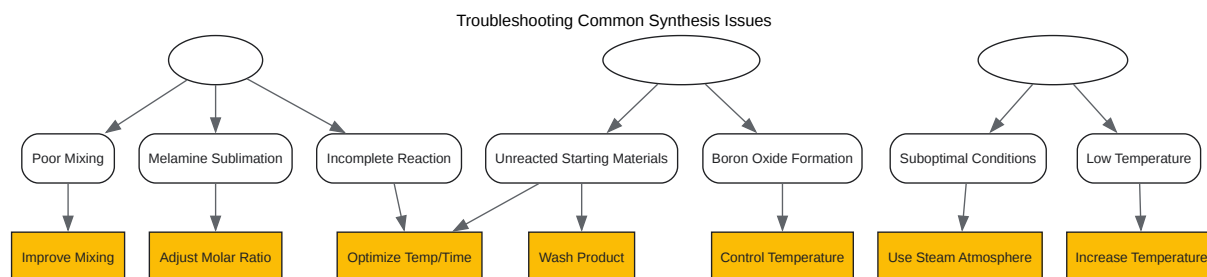 Troubleshooting Common Synthesis Issues
Poor Mixing
Melamine Sublimation
Incomplete Reaction
Unreacted Starting Materials
Boron Oxide Formation
Suboptimal Conditions
Low Temperature
Improve Mixing
Adjust Molar Ratio
Optimize Temp/Time
Wash Product
Control Temperature
Use Steam Atmosphere
Increase Temperature